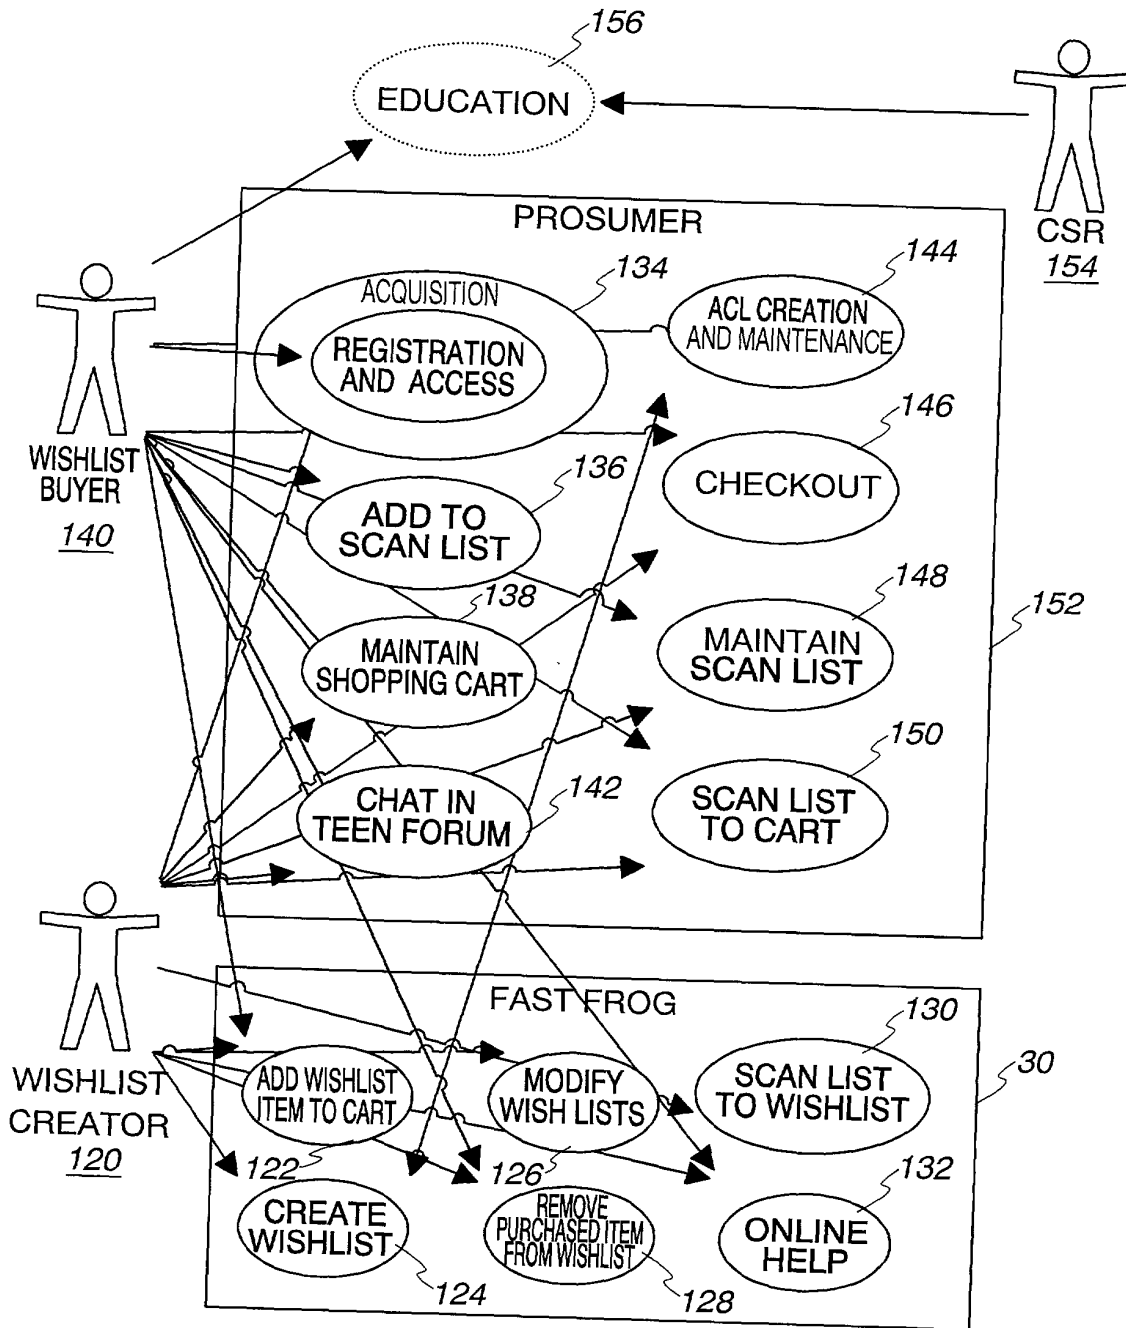 156
EDUCATION
CSR
154
PROSUMER
134
144
ACQUISITION
REGISTRATION
AND ACCESS
ACL CREATION
AND MAINTENANCE
WISHLIST
BUYER
140
146
CHECKOUT
136
ADD TO
SCAN LIST
138
148
MAINTAIN
SHOPPING CART
MAINTAIN
SCAN LIST
152
150
CHAT IN
TEEN FORUM
142
SCAN LIST
TO CART
WISHLIST
CREATOR
120
FAST FROG
130
30
ADD WISHLIST
ITEM TO CART
MODIFY
WISH LISTS
SCAN LIST
TO WISHLIST
122
126
132
CREATE
WISHLIST
REMOVE
PURCHASED ITEM
FROM WISHLIST
ONLINE
HELP
124
128